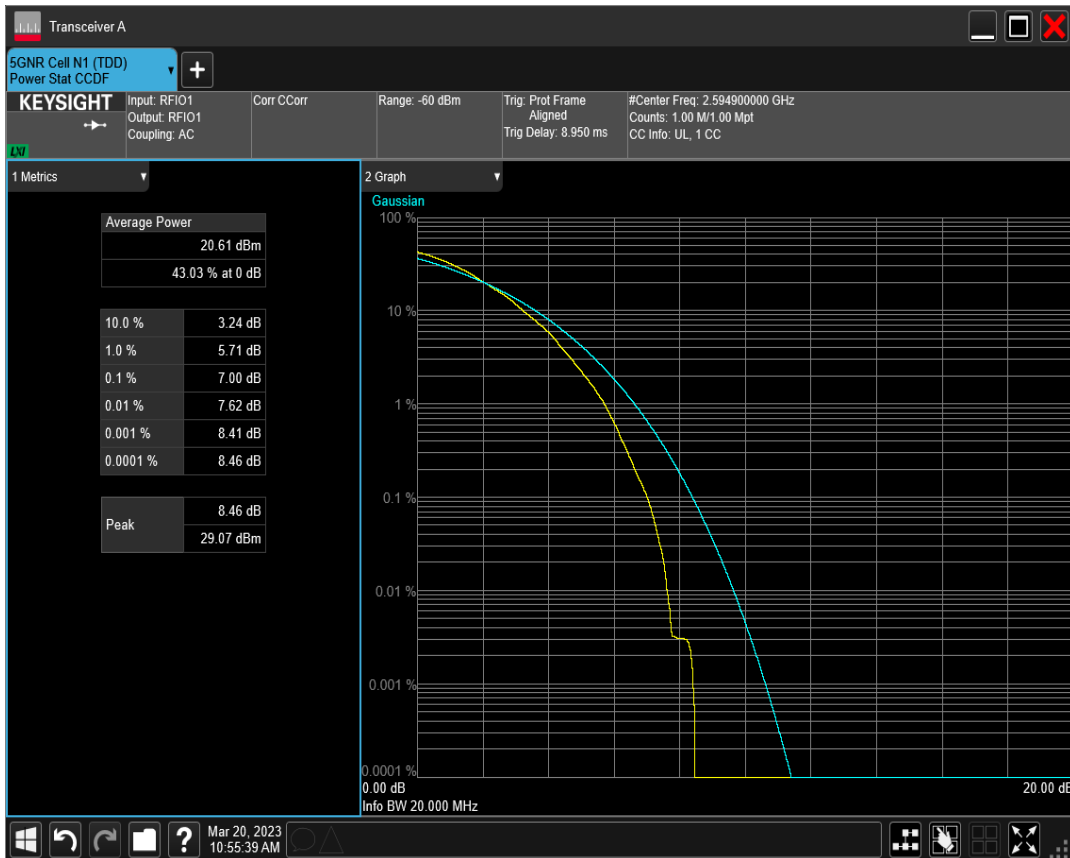 Transceiver A
5GNR Cell N1 (TDD)
Power Stat CCDF
+
KEYSIGHT
LXI
Input: RFIO1
Output: RFIO1
Coupling: AC
Corr CCorr
Range: -60 dBm
Trig: Prot Frame
Aligned
Trig Delay: 8.950 ms
#Center Freq: 2.594900000 GHz
Counts: 1.00 M/1.00 Mpt
CC Info: UL, 1 CC
1 Metrics
Average Power
20.61 dBm
43.03 % at 0 dB
10.0 % 3.24 dB
1.0 % 5.71 dB
0.1 % 7.00 dB
0.01 % 7.62 dB
0.001 % 8.41 dB
0.0001 % 8.46 dB
Peak
8.46 dB
29.07 dBm
2 Graph
Gaussian
100 %
10 %
1 %
0.1 %
0.01 %
0.001 %
0.0001 %
0.00 dB 20.00 dB
Info BW 20.000 MHz
?
Mar 20, 2023
10:55:39 AM